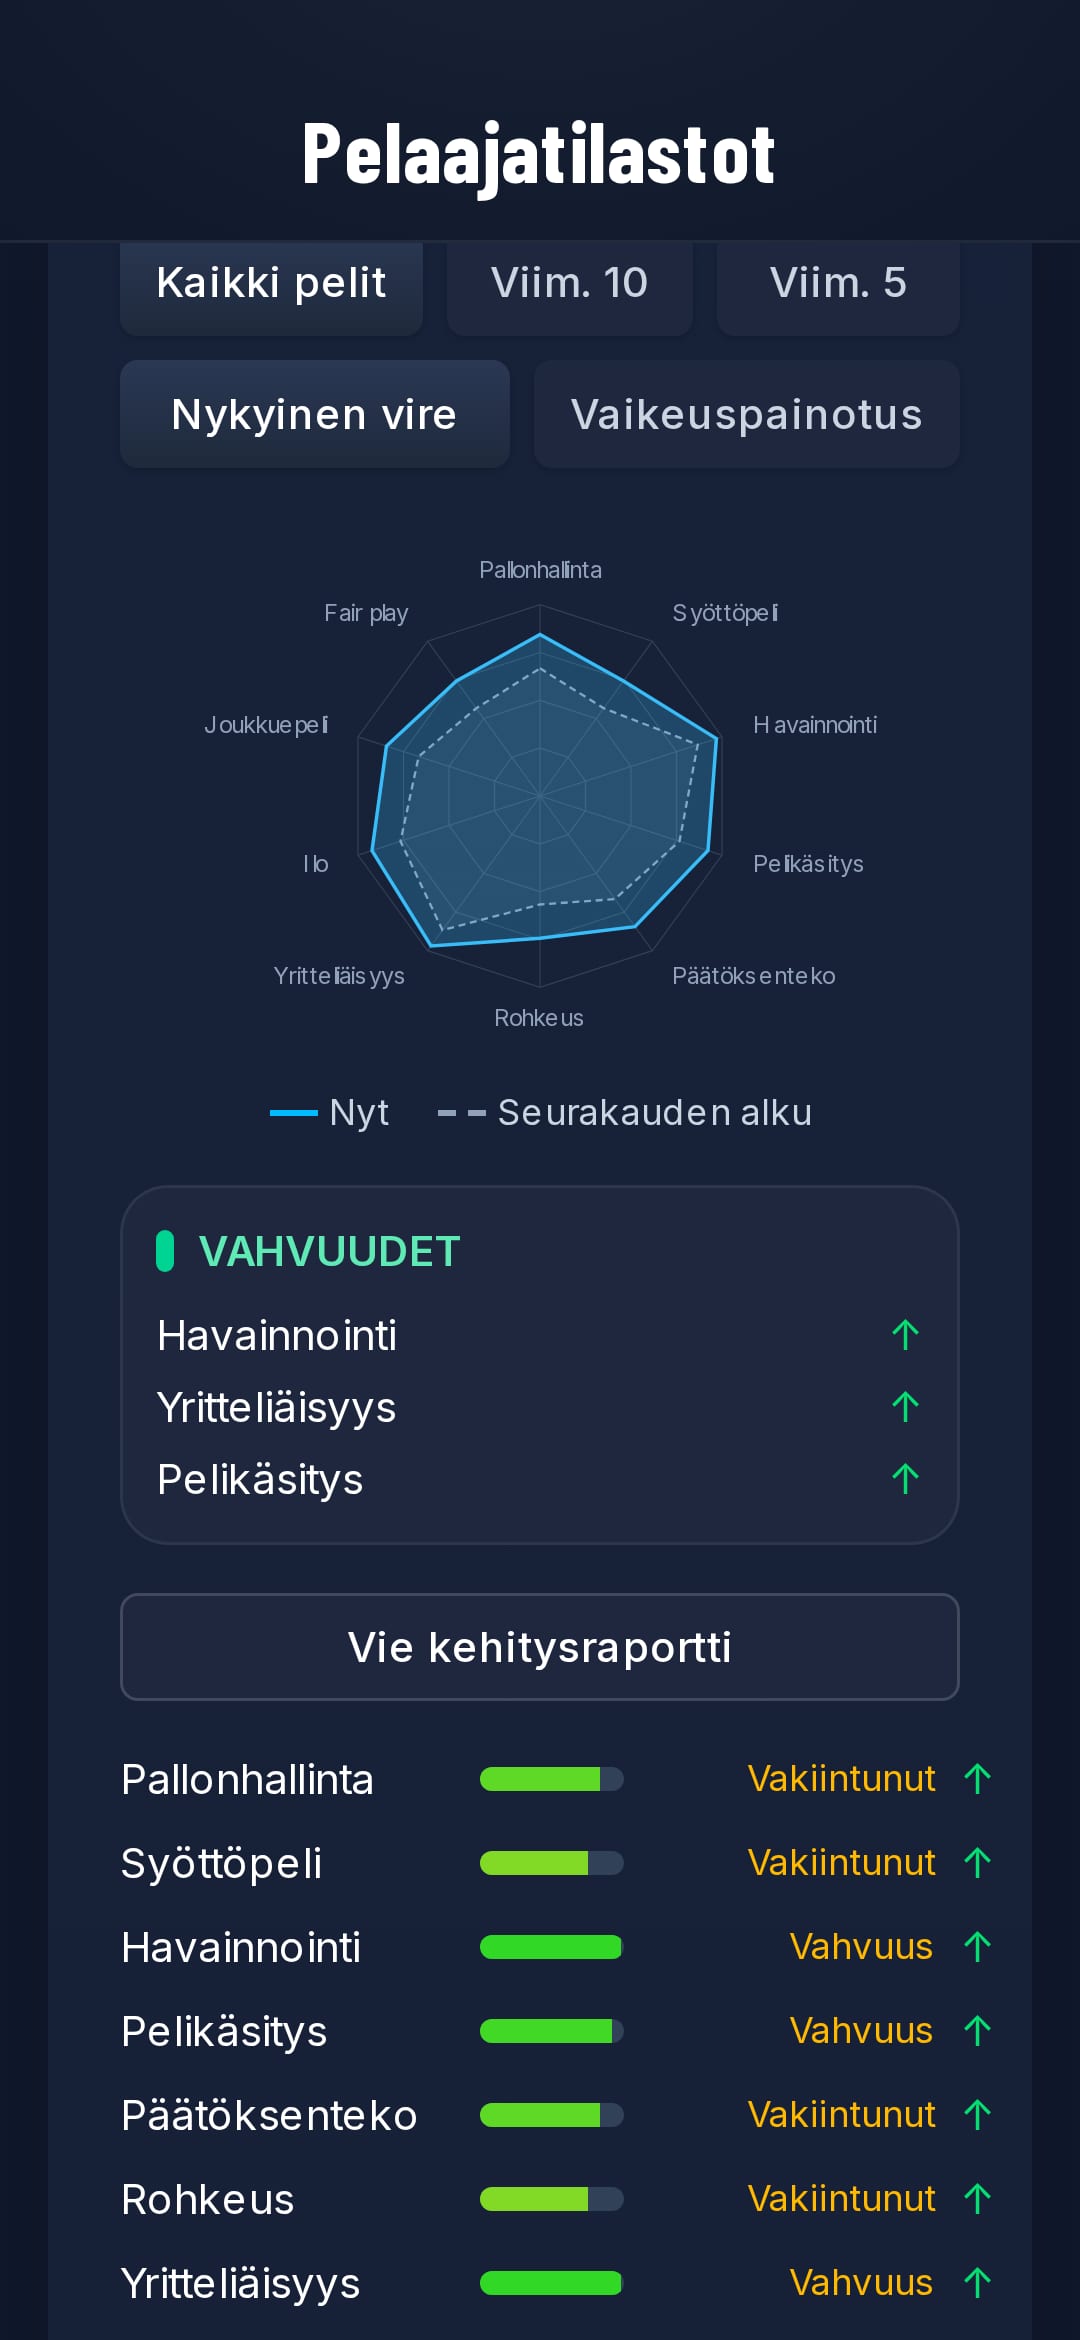 Pelaajatilastot
Kaikki pelit
Viim. 10
Viim. 5
Nykyinen vire
Vaikeuspainotus
Pallonhallinta
Fair play
Syöttöpeli
Joukkuepeli
Havainnointi
Ilo
Pelikäsitys
Yritteliäisyys
Päätöksenteko
Rohkeus
Nyt
Seurakauden alku
VAHVUUDET
Havainnointi ↑
Yritteliäisyys ↑
Pelikäsitys ↑
Vie kehitysraportti
Pallonhallinta Vakiintunut ↑
Syöttöpeli Vakiintunut ↑
Havainnointi Vahvuus ↑
Pelikäsitys Vahvuus ↑
Päätöksenteko Vakiintunut ↑
Rohkeus Vakiintunut ↑
Yritteliäisyys Vahvuus ↑